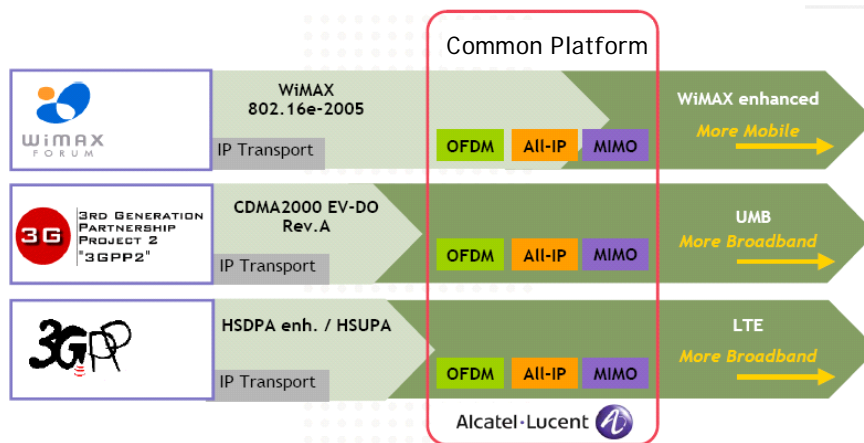 Common Platform
WiMAX
FORUM
WiMAX
802.16e-2005
IP Transport
OFDM
All-IP
MIMO
WiMAX enhanced
More Mobile
3G
3RD GENERATION
PARTNERSHIP
PROJECT 2
"3GPP2"
CDMA2000 EV-DO
Rev.A
IP Transport
OFDM
All-IP
MIMO
UMB
More Broadband
3GPP
HSDPA enh. / HSUPA
IP Transport
OFDM
All-IP
MIMO
LTE
More Broadband
Alcatel·Lucent